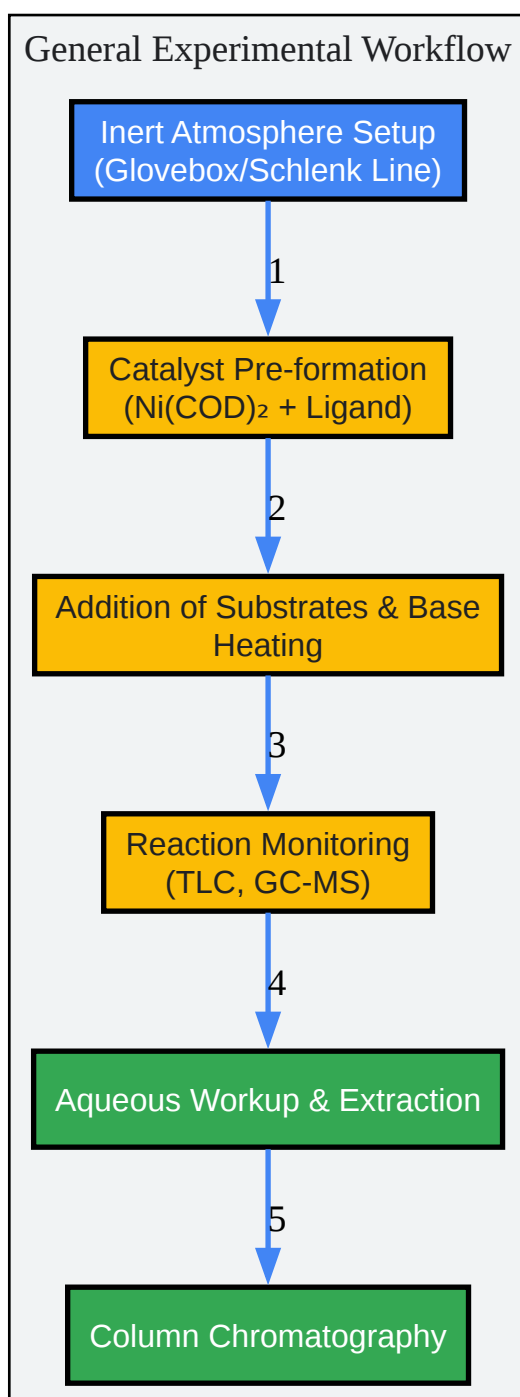 General Experimental Workflow
Inert Atmosphere Setup
(Glovebox/Schlenk Line)
1
Catalyst Pre-formation
(Ni(COD)₂ + Ligand)
2
Addition of Substrates & Base
Heating
3
Reaction Monitoring
(TLC, GC-MS)
4
Aqueous Workup & Extraction
5
Column Chromatography